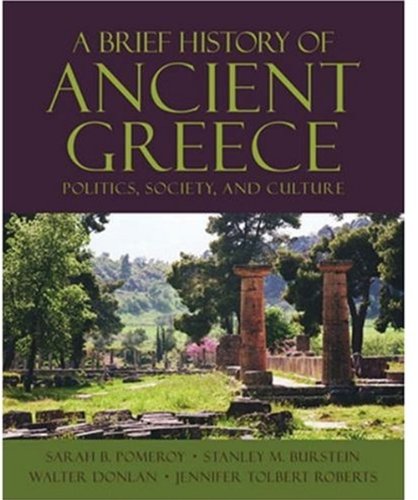 A BRIEF HISTORY OF
ANCIENT
GREECE
POLITICS, SOCIETY, AND CULTURE
SARAH B. POMEROY • STANLEY M. BURSTEIN
WALTER DONLAN • JENNIFER TOLBERT ROBERTS